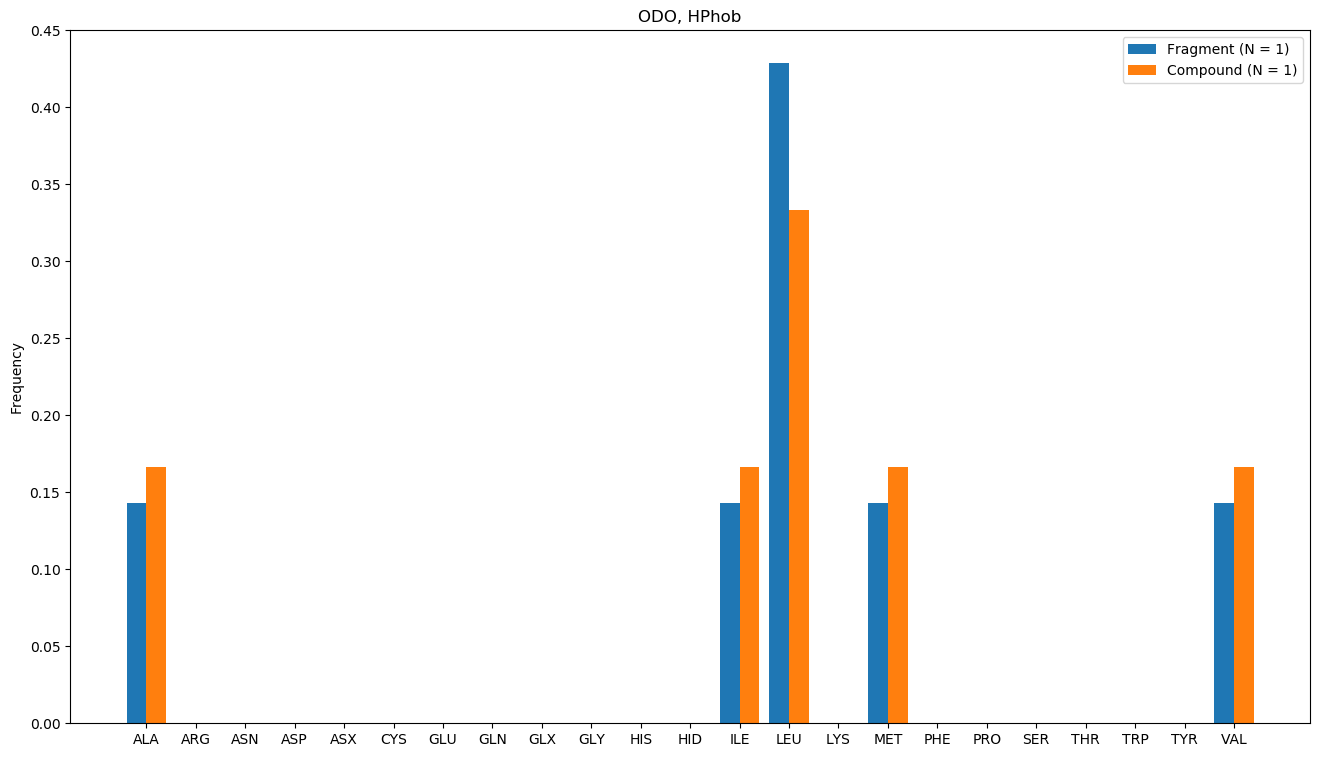 ODO, HPhob
Fragment (N = 1)
Compound (N = 1)
Frequency
0.45
0.40
0.35
0.30
0.25
0.20
0.15
0.10
0.05
0.00
ALA ARG ASN ASP ASX CYS GLU GLN GLX GLY HIS HID ILE LEU LYS MET PHE PRO SER THR TRP TYR VAL